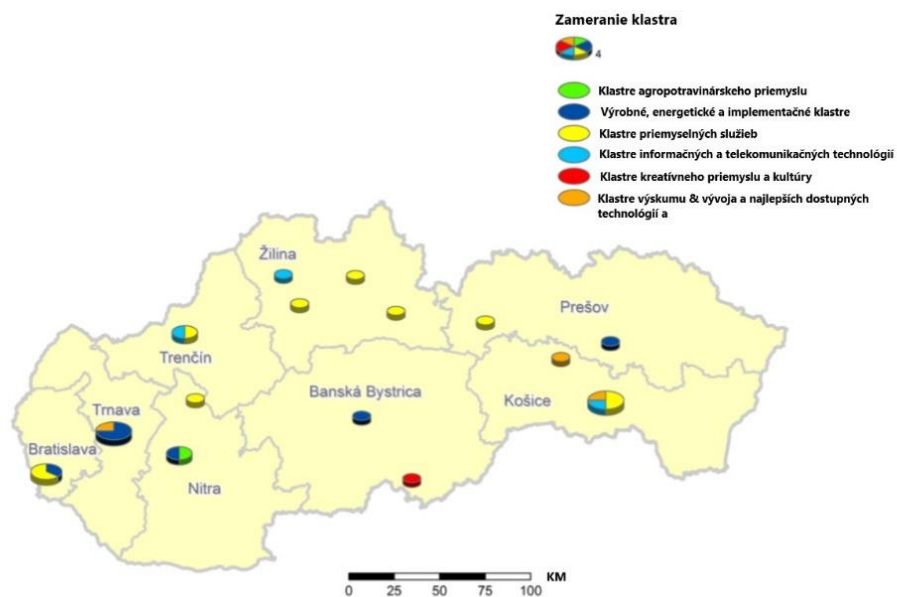 Zameranie klastra
4
Klastre agropotravinárskeho priemyslu
Výrobné, energetické a implementačné klastre
Klastre priemyselných služieb
Klastre informačných a telekomunikačných technológií
Klastre kreatívneho priemyslu a kultúry
Klastre výskumu & vývoja a najlepších dostupných
technológií a
Žilina
Prešov
Trenčín
Banská Bystrica
Košice
Trnava
Bratislava
Nitra
KM
0 25 50 75 100